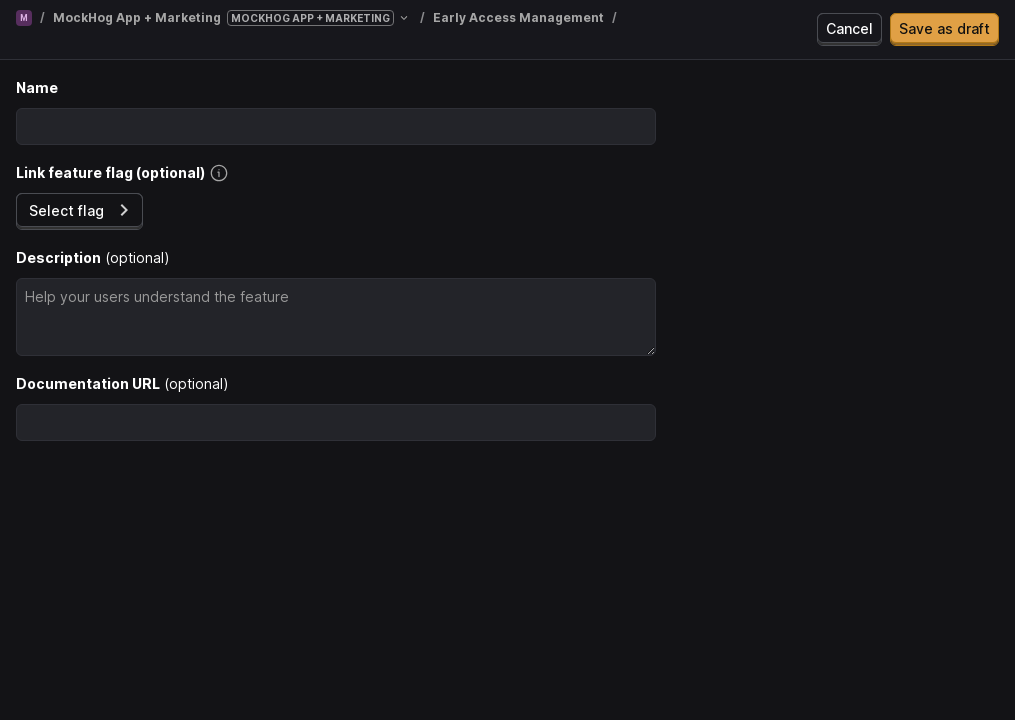 M / MockHog App + Marketing MOCKHOG APP + MARKETING / Early Access Management /
Cancel
Save as draft
Name
Link feature flag (optional)
Select flag
Description (optional)
Help your users understand the feature
Documentation URL (optional)